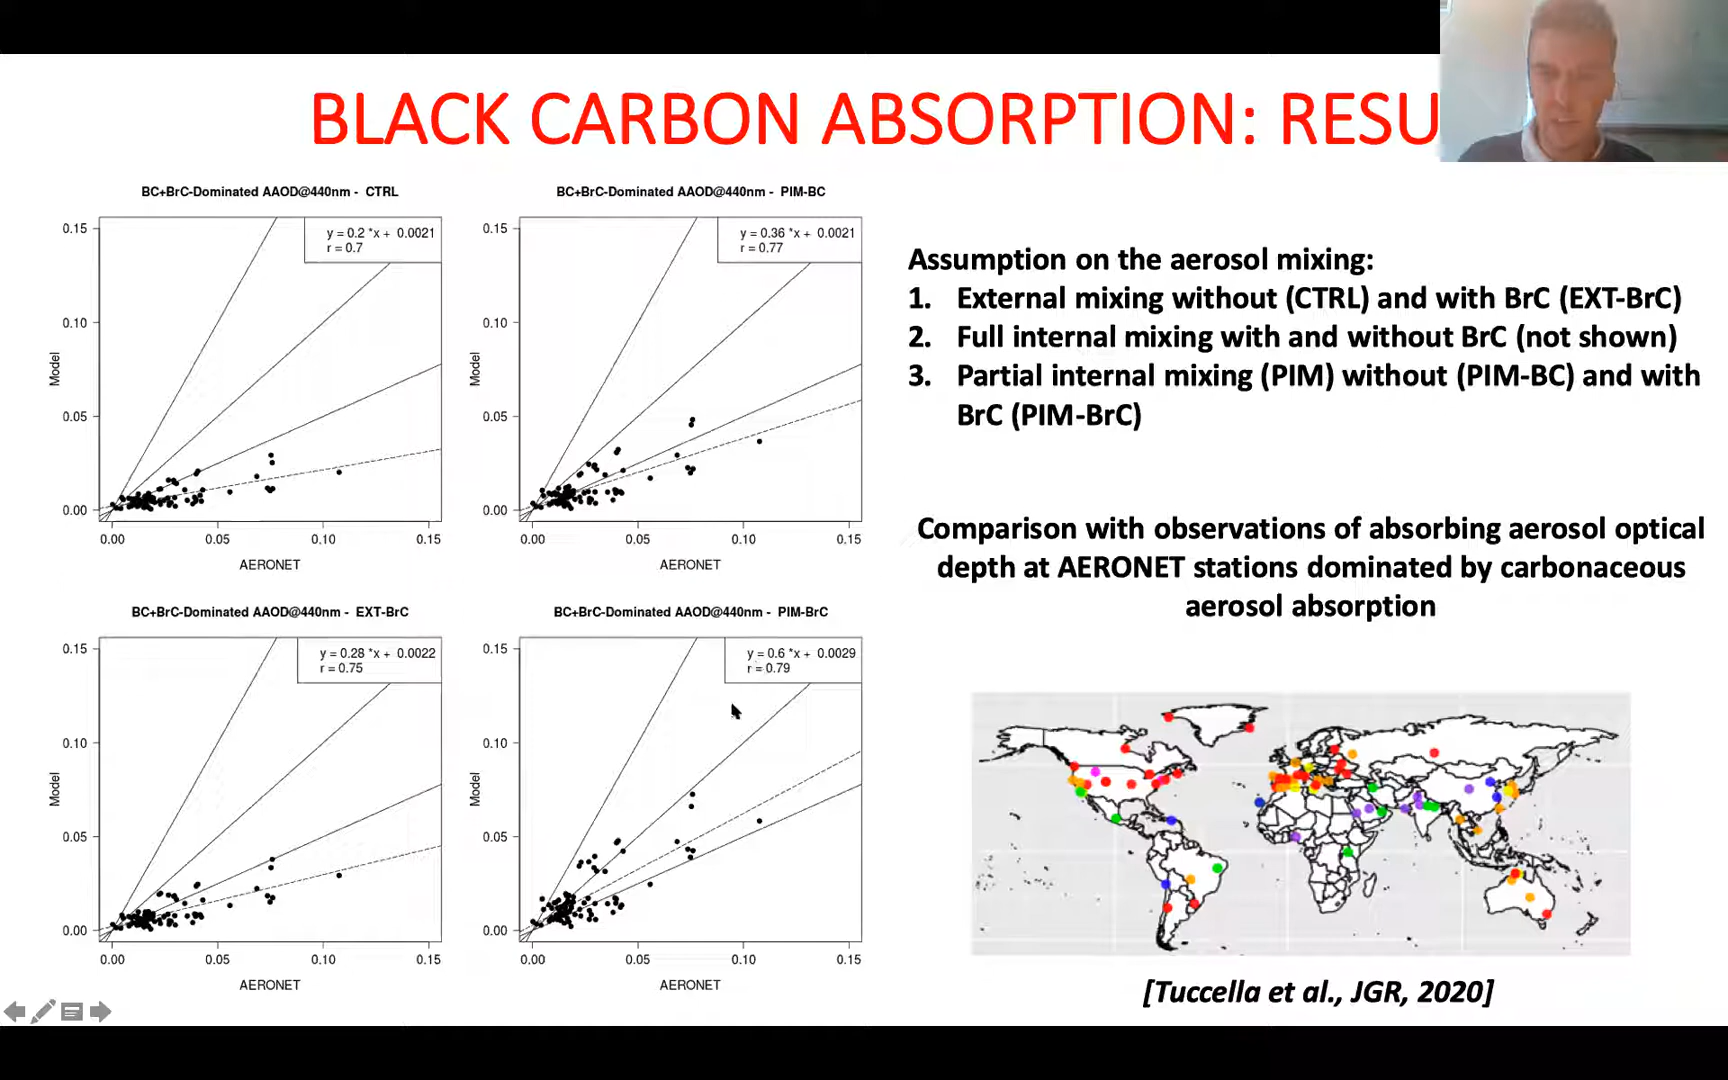 BLACK CARBON ABSORPTION: RESU
BC+BrC-Dominated AAOD@440nm - CTRL
y = 0.2 *x + 0.0021
r = 0.7
0.15
0.10
0.05
0.00
Model
0.00 0.05 0.10 0.15
AERONET
BC+BrC-Dominated AAOD@440nm - PIM-BC
y = 0.36 *x + 0.0021
r = 0.77
0.15
0.10
0.05
0.00
Model
0.00 0.05 0.10 0.15
AERONET
BC+BrC-Dominated AAOD@440nm - EXT-BrC
y = 0.28 *x + 0.0022
r = 0.75
0.15
0.10
0.05
0.00
Model
0.00 0.05 0.10 0.15
AERONET
BC+BrC-Dominated AAOD@440nm - PIM-BrC
y = 0.6 *x + 0.0029
r = 0.79
0.15
0.10
0.05
0.00
Model
0.00 0.05 0.10 0.15
AERONET
Assumption on the aerosol mixing:
1. External mixing without (CTRL) and with BrC (EXT-BrC)
2. Full internal mixing with and without BrC (not shown)
3. Partial internal mixing (PIM) without (PIM-BC) and with
BrC (PIM-BrC)
Comparison with observations of absorbing aerosol optical
depth at AERONET stations dominated by carbonaceous
aerosol absorption
[Tuccella et al., JGR, 2020]